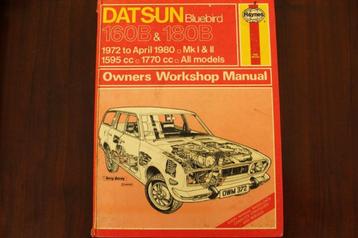 DATSUN Bluebird
160B & 180B
Haynes
1972 to April 1980 □ Mk I & II
1595 cc □ 1770 cc □ All models
Owners Workshop Manual
OWM 372